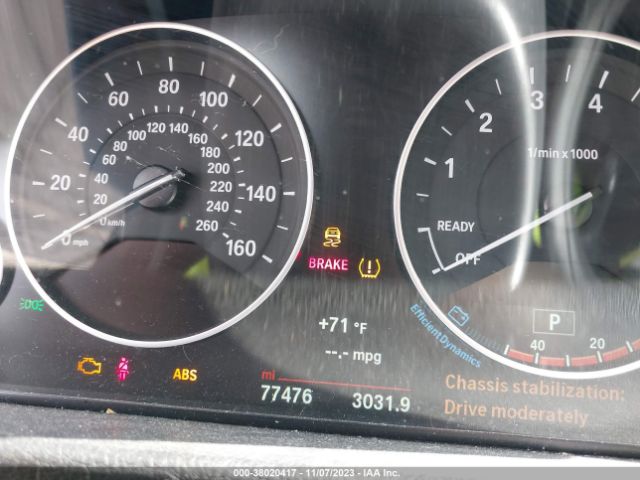 20 40 60 80 100 120 140 160
0 mph
20 40 60 80 100 120 140 160 180 200 220 240 260
0 km/h
1 2 3 4
1/min x 1000
READY
OFF
BRAKE
+71 °F
--.- mpg
P
EfficientDynamics
40 20
ABS
mi
77476 3031.9
Chassis stabilization:
Drive moderately
000-38020417 - 11/07/2023 - IAA Inc.